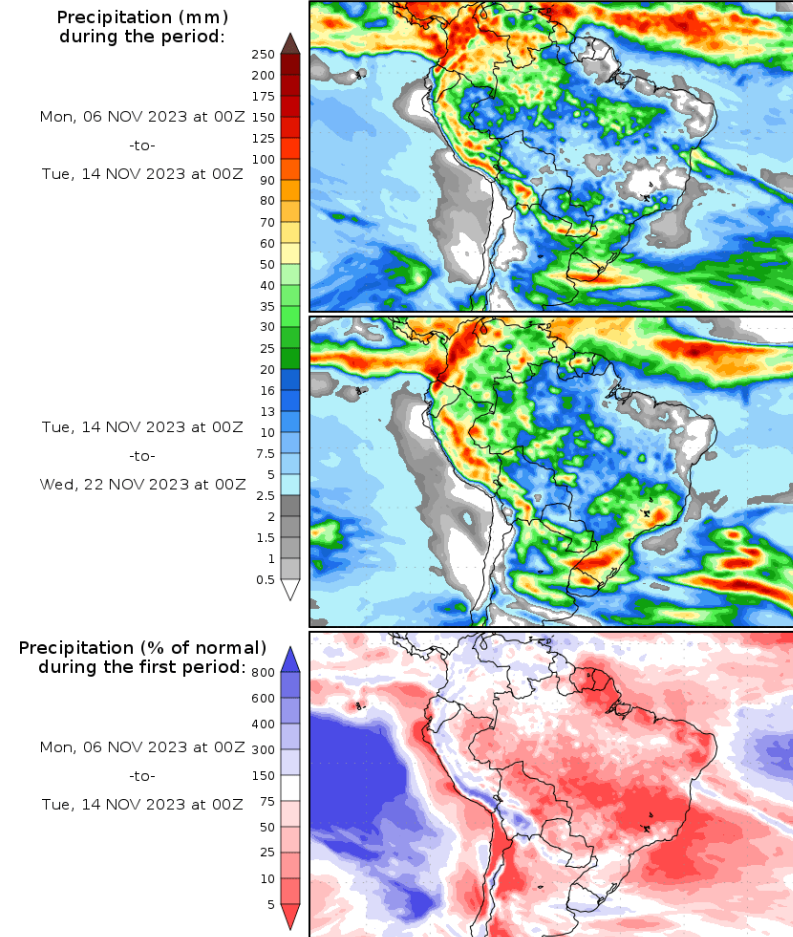 Precipitation (mm)
during the period:
Mon, 06 NOV 2023 at 00Z
-to-
Tue, 14 NOV 2023 at 00Z
250
200
175
150
125
100
90
80
70
60
50
40
35
30
25
20
16
13
10
7.5
5
2.5
2
1.5
1
0.5
Tue, 14 NOV 2023 at 00Z
-to-
Wed, 22 NOV 2023 at 00Z
Precipitation (% of normal)
during the first period:
Mon, 06 NOV 2023 at 00Z
-to-
Tue, 14 NOV 2023 at 00Z
800
600
400
300
150
75
50
25
10
5